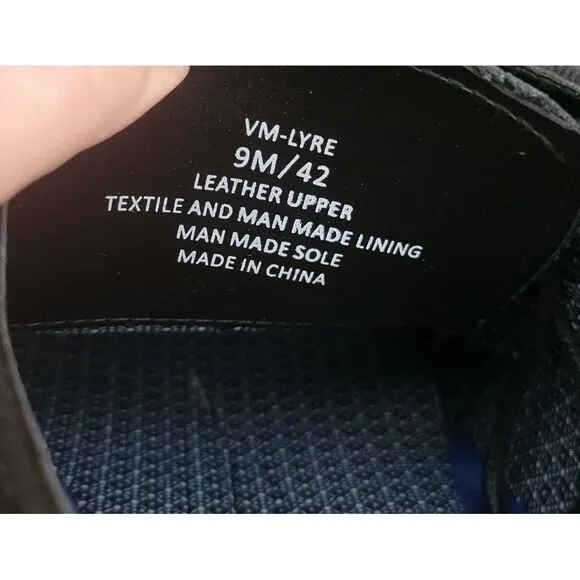 VM-LYRE
9M/42
LEATHER UPPER
TEXTILE AND MAN MADE LINING
MAN MADE SOLE
MADE IN CHINA